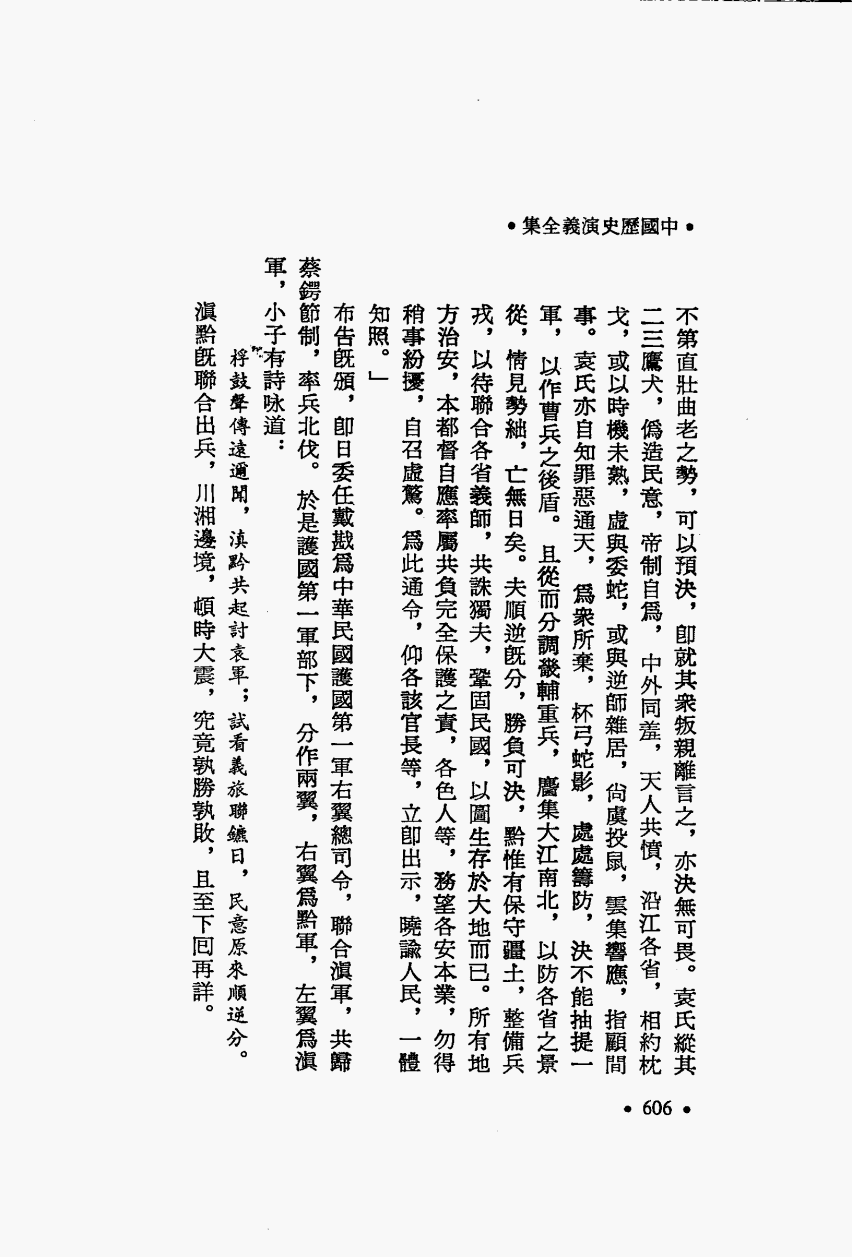 •中國歷史演義全集•
不第直壯曲老之勢，可以預決，卽就其衆叛親離言之，亦決無可畏。袁氏縱其
二三鷹犬，僞造民意，帝制自爲，中外同羞，天人共憤，沿江各省，相約枕
戈，或以時機未熟，虛與委蛇，或與逆師雜居，尙虞投鼠，雲集響應，指顧間
事。袁氏亦自知罪惡通天，爲衆所棄，杯弓蛇影，處處籌防，決不能抽提一
軍，以作曹兵之後盾。且從而分調畿輔重兵，麕集大江南北，以防各省之景
從，情見勢絀，亡無日矣。夫順逆旣分，勝負可決，黔惟有保守疆土，整備兵
戎，以待聯合各省義師，共誅獨夫，鞏固民國，以圖生存於大地而已。所有地
方治安，本都督自應率屬共負完全保護之責，各色人等，務望各安本業，勿得
稍事紛擾，自召虛驚。爲此通令，仰各該官長等，立卽出示，曉諭人民，一體
知照。」
布告旣頒，卽日委任戴戡爲中華民國護國第一軍右翼總司令，聯合滇軍，共歸
蔡鍔節制，率兵北伐。於是護國第一軍部下，分作兩翼，右翼爲黔軍，左翼爲滇
軍，小子有詩咏道：
桴鼓聲傳遠邇聞，滇黔共起討袁軍；試看義旅聯鑣日，民意原來順逆分。
滇黔旣聯合出兵，川湘邊境，頓時大震，究竟孰勝孰敗，且至下囘再詳。
•606•